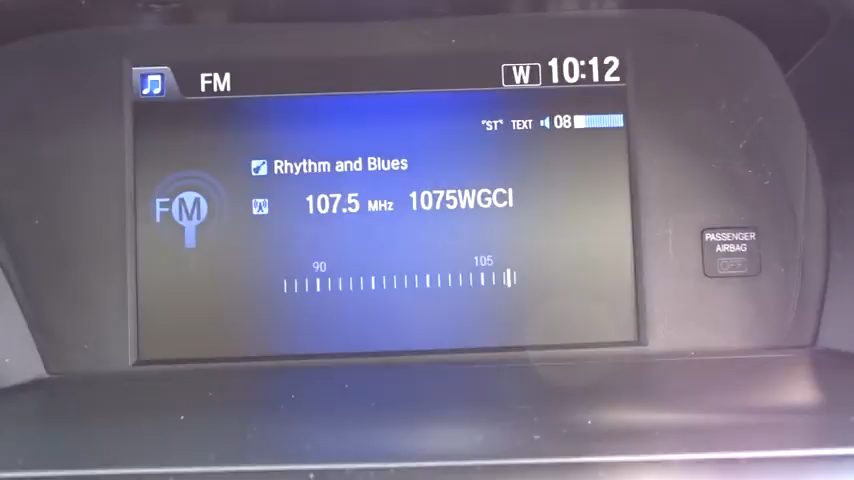 FM
W 10:12
"ST" TEXT 08
Rhythm and Blues
FM
107.5 MHz 1075WGCI
90 105
PASSENGER
AIRBAG
OFF